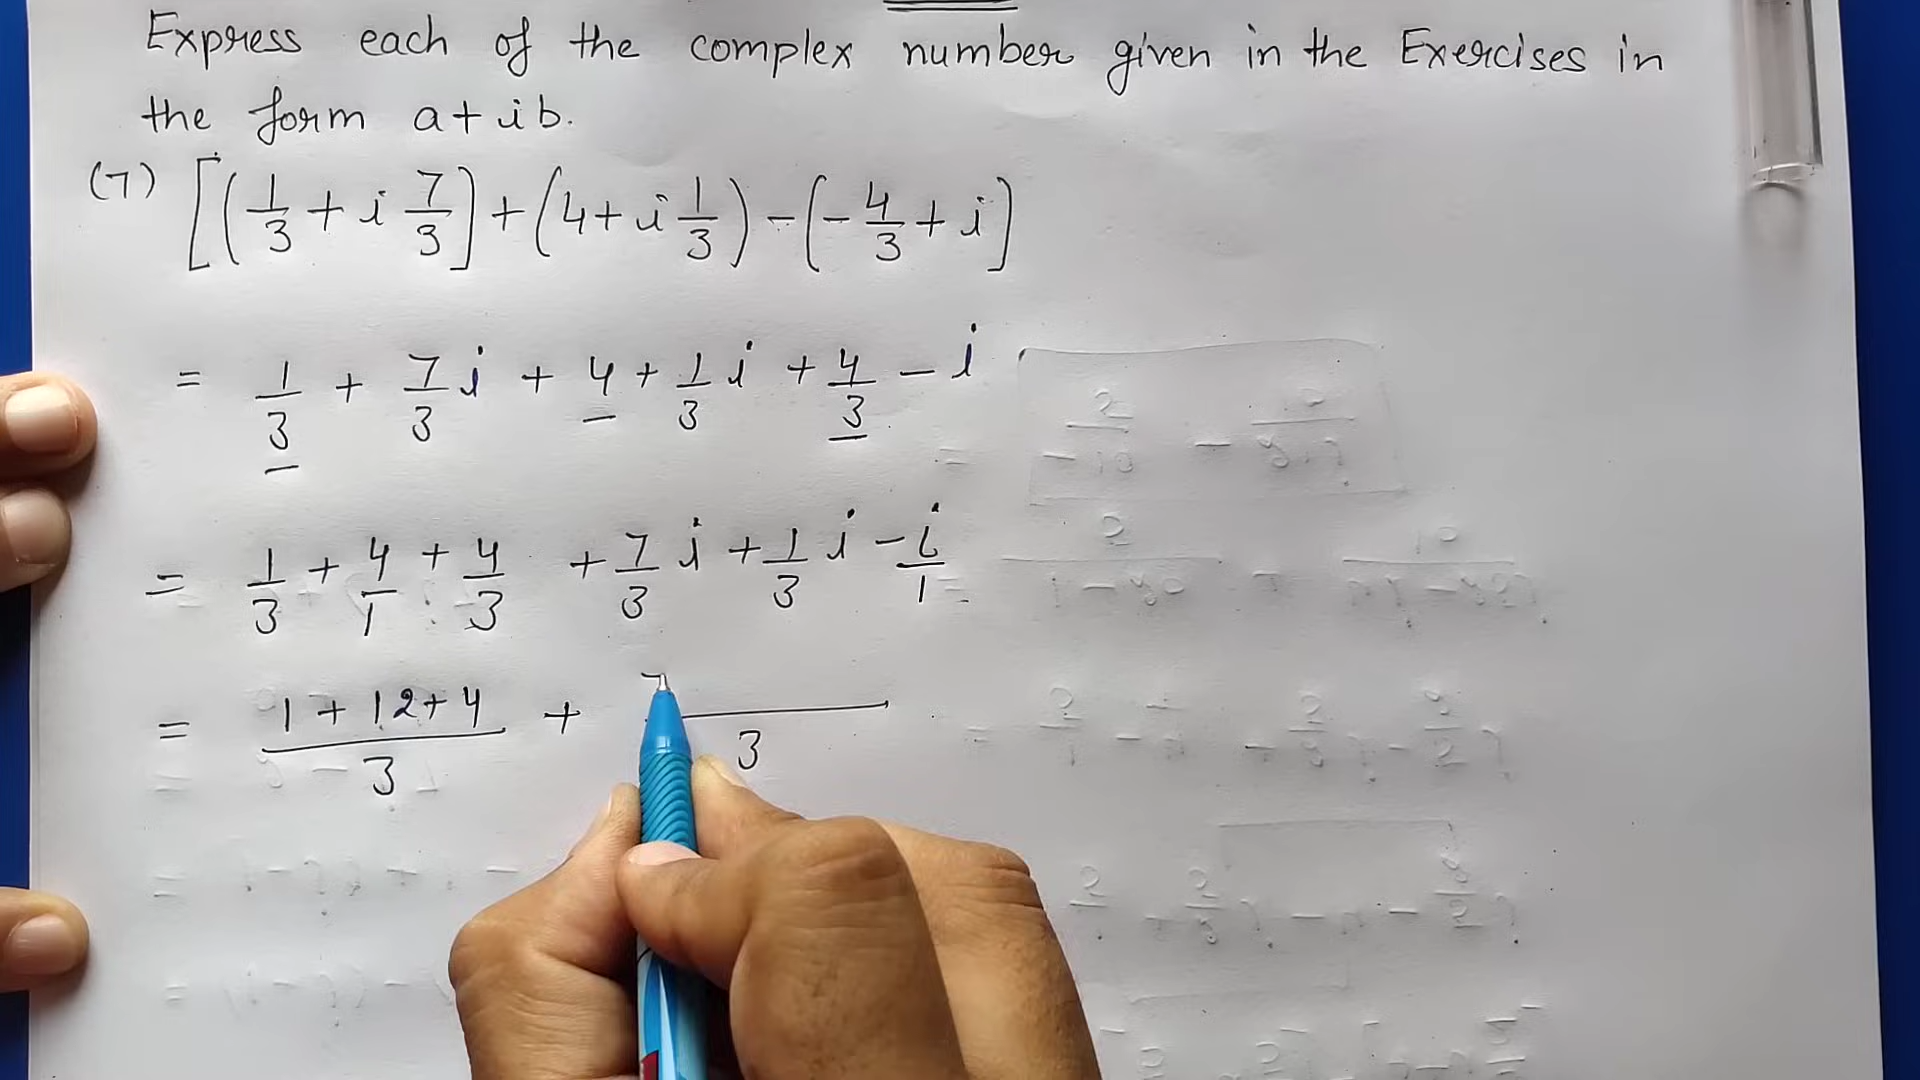 Express each of the complex number given in the Exercises in
the form a+ib.
(7) [(1/3 + i 7/3] + (4 + i 1/3) - (-4/3 + i]
= 1/3 + 7/3 i + 4 + 1/3 i + 4/3 - i
= 1/3 + 4/1 + 4/3 + 7/3 i + 1/3 i - i/1
= (1+12+4)/3 + 7/3